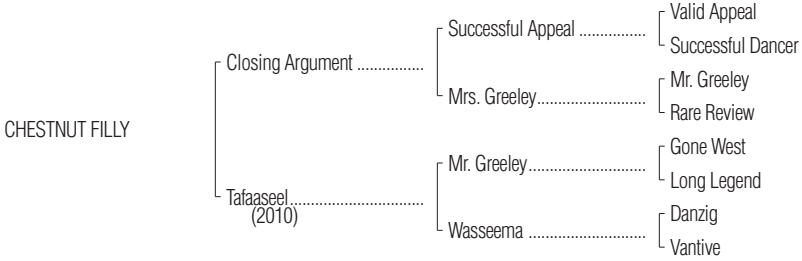 Valid Appeal
Successful Appeal ................
Successful Dancer
Closing Argument ................
Mr. Greeley
Mrs. Greeley..........................
Rare Review
CHESTNUT FILLY
Gone West
Mr. Greeley............................
Long Legend
Tafaaseel................................
(2010)
Danzig
Wasseema ............................
Vantive